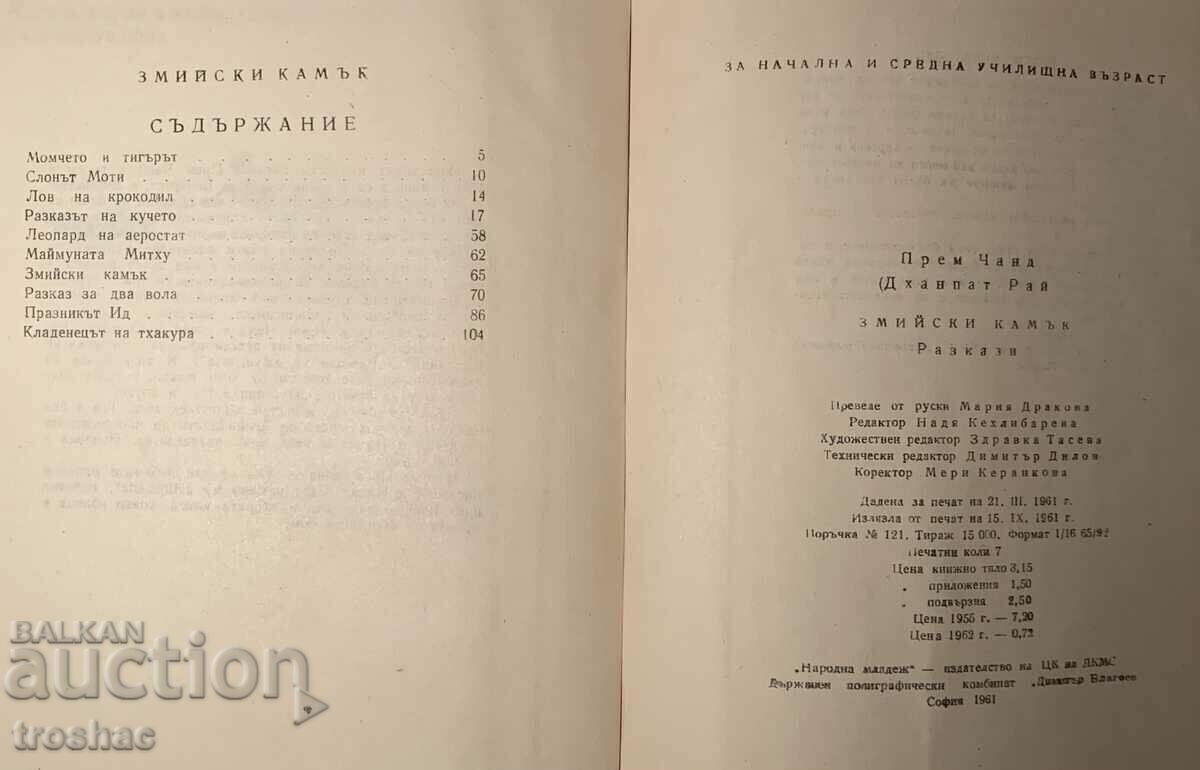 ЗМИЙСКИ КАМЪК
СЪДЪРЖАНИЕ
Момчето и тигърът . . . 5
Слонът Моти . . . 10
Лов на крокодил . . . 14
Разказът на кучето . . . 17
Леопард на аеростат . . . 58
Маймуната Митху . . . 62
Змийски камък . . . 65
Разказ за два вола . . . 70
Празникът Ид . . . 86
Кладенецът на тхакура . . . 104
ЗА НАЧАЛНА И СРЕДНА УЧИЛИЩНА ВЪЗРАСТ
Прем Чанд
(Дханпат Рай
ЗМИЙСКИ КАМЪК
Разкази
Преведе от руски Мария Дракова
Редактор Надя Кехлибарева
Художествен редактор Здравка Тасева
Технически редактор Димитър Дилов
Коректор Мери Керанкова
Дадена за печат на 21. III. 1961 г.
Излязла от печат на 15. IX. 1961 г.
Поръчка № 121. Тираж 15 000. Формат 1/16 65/92
Печатни коли 7
Цена книжно тяло 3,15
„ приложения 1,50
„ подвързия 2,50
Цена 1955 г. — 7,20
Цена 1962 г. — 0,72
„Народна младеж“ — издателство на ЦК на ДКМС
Държавен полиграфически комбинат „Димитър Благоев
София 1961
BALKAN
auction
troshac